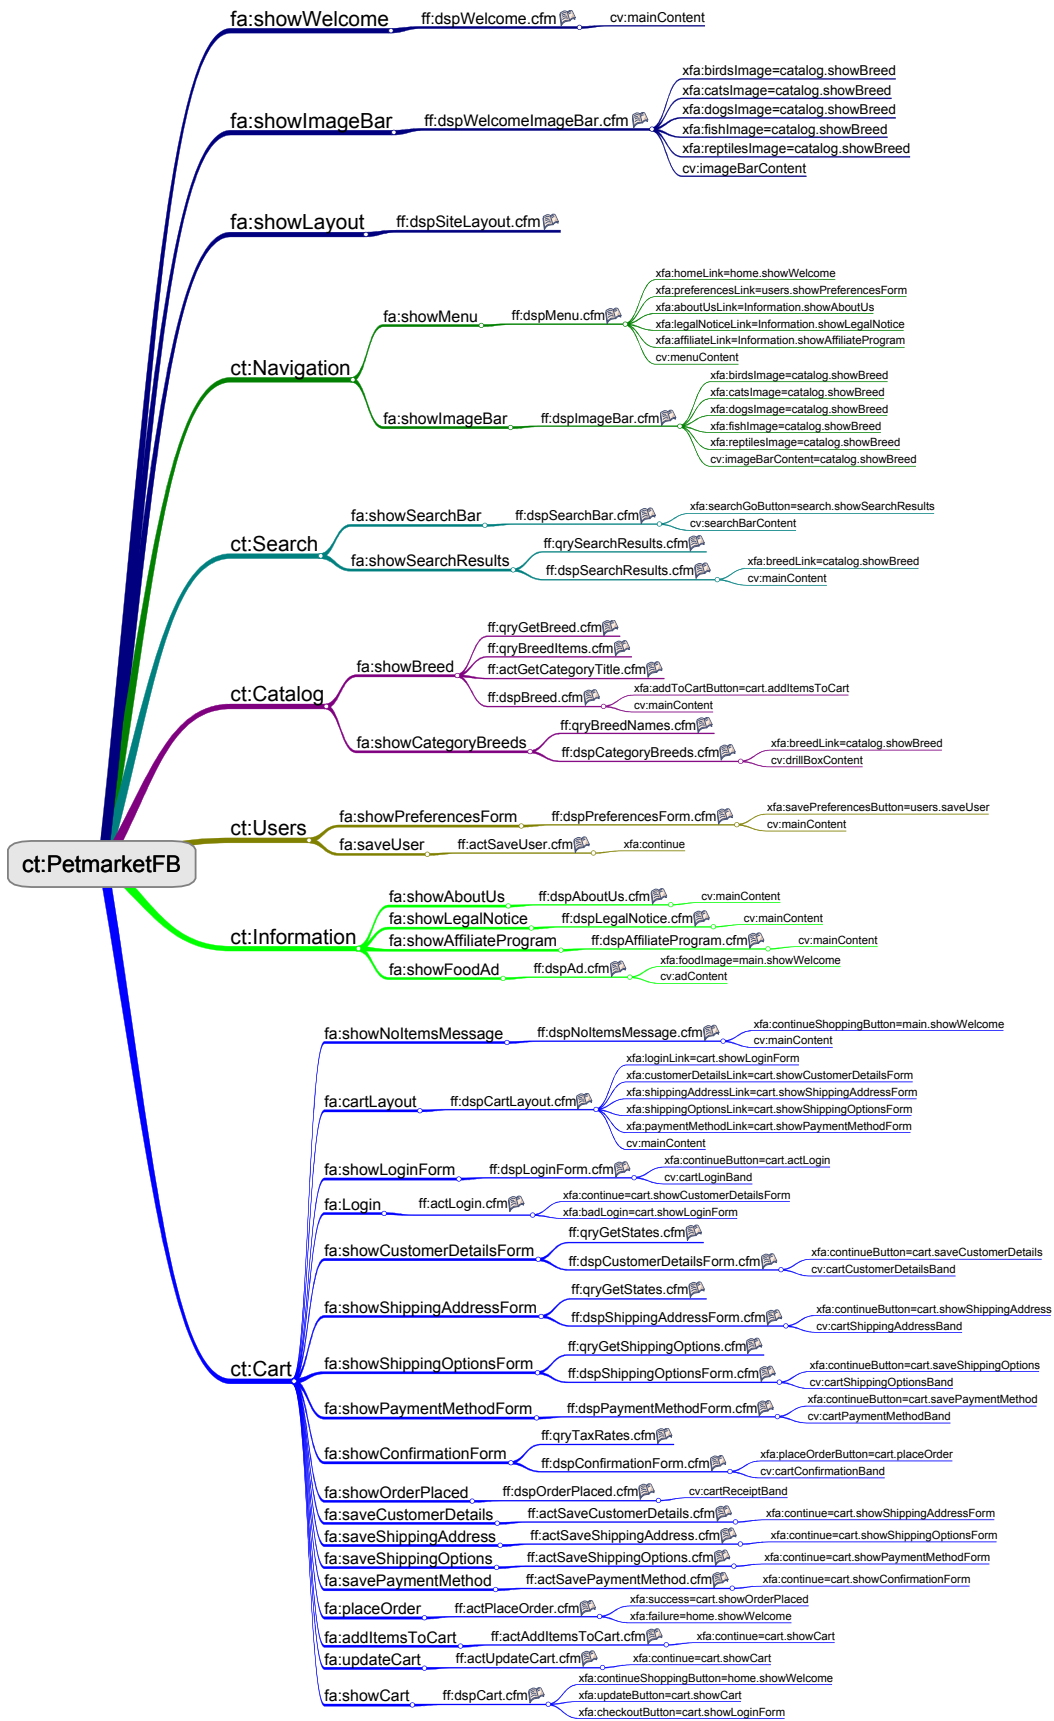 fa:showWelcome
ff:dspWelcome.cfm
cv:mainContent
fa:showImageBar
ff:dspWelcomeImageBar.cfm
xfa:birdsImage=catalog.showBreed
xfa:catsImage=catalog.showBreed
xfa:dogsImage=catalog.showBreed
xfa:fishImage=catalog.showBreed
xfa:reptilesImage=catalog.showBreed
cv:imageBarContent
fa:showLayout
ff:dspSiteLayout.cfm
ct:Navigation
fa:showMenu
ff:dspMenu.cfm
xfa:homeLink=home.showWelcome
xfa:preferencesLink=users.showPreferencesForm
xfa:aboutUsLink=Information.showAboutUs
xfa:legalNoticeLink=Information.showLegalNotice
xfa:affiliateLink=Information.showAffiliateProgram
cv:menuContent
fa:showImageBar
ff:dspImageBar.cfm
xfa:birdsImage=catalog.showBreed
xfa:catsImage=catalog.showBreed
xfa:dogsImage=catalog.showBreed
xfa:fishImage=catalog.showBreed
xfa:reptilesImage=catalog.showBreed
cv:imageBarContent=catalog.showBreed
ct:Search
fa:showSearchBar
ff:dspSearchBar.cfm
xfa:searchGoButton=search.showSearchResults
cv:searchBarContent
fa:showSearchResults
ff:qrySearchResults.cfm
ff:dspSearchResults.cfm
xfa:breedLink=catalog.showBreed
cv:mainContent
ct:Catalog
fa:showBreed
ff:qryGetBreed.cfm
ff:qryBreedItems.cfm
ff:actGetCategoryTitle.cfm
ff:dspBreed.cfm
xfa:addToCartButton=cart.addItemsToCart
cv:mainContent
fa:showCategoryBreeds
ff:qryBreedNames.cfm
ff:dspCategoryBreeds.cfm
xfa:breedLink=catalog.showBreed
cv:drillBoxContent
ct:Users
fa:showPreferencesForm
ff:dspPreferencesForm.cfm
xfa:savePreferencesButton=users.saveUser
cv:mainContent
fa:saveUser
ff:actSaveUser.cfm
xfa:continue
ct:PetmarketFB
ct:Information
fa:showAboutUs
ff:dspAboutUs.cfm
cv:mainContent
fa:showLegalNotice
ff:dspLegalNotice.cfm
cv:mainContent
fa:showAffiliateProgram
ff:dspAffiliateProgram.cfm
cv:mainContent
fa:showFoodAd
ff:dspAd.cfm
xfa:foodImage=main.showWelcome
cv:adContent
ct:Cart
fa:showNoItemsMessage
ff:dspNoItemsMessage.cfm
xfa:continueShoppingButton=main.showWelcome
cv:mainContent
fa:cartLayout
ff:dspCartLayout.cfm
xfa:loginLink=cart.showLoginForm
xfa:customerDetailsLink=cart.showCustomerDetailsForm
xfa:shippingAddressLink=cart.showShippingAddressForm
xfa:shippingOptionsLink=cart.showShippingOptionsForm
xfa:paymentMethodLink=cart.showPaymentMethodForm
cv:mainContent
fa:showLoginForm
ff:dspLoginForm.cfm
xfa:continueButton=cart.actLogin
cv:cartLoginBand
fa:Login
ff:actLogin.cfm
xfa:continue=cart.showCustomerDetailsForm
xfa:badLogin=cart.showLoginForm
fa:showCustomerDetailsForm
ff:qryGetStates.cfm
ff:dspCustomerDetailsForm.cfm
xfa:continueButton=cart.saveCustomerDetails
cv:cartCustomerDetailsBand
fa:showShippingAddressForm
ff:qryGetStates.cfm
ff:dspShippingAddressForm.cfm
xfa:continueButton=cart.showShippingAddress
cv:cartShippingAddressBand
fa:showShippingOptionsForm
ff:qryGetShippingOptions.cfm
ff:dspShippingOptionsForm.cfm
xfa:continueButton=cart.saveShippingOptions
cv:cartShippingOptionsBand
fa:showPaymentMethodForm
ff:dspPaymentMethodForm.cfm
xfa:continueButton=cart.savePaymentMethod
cv:cartPaymentMethodBand
fa:showConfirmationForm
ff:qryTaxRates.cfm
ff:dspConfirmationForm.cfm
xfa:placeOrderButton=cart.placeOrder
cv:cartConfirmationBand
fa:showOrderPlaced
ff:dspOrderPlaced.cfm
cv:cartReceiptBand
fa:saveCustomerDetails
ff:actSaveCustomerDetails.cfm
xfa:continue=cart.showShippingAddressForm
fa:saveShippingAddress
ff:actSaveShippingAddress.cfm
xfa:continue=cart.showShippingOptionsForm
fa:saveShippingOptions
ff:actSaveShippingOptions.cfm
xfa:continue=cart.showPaymentMethodForm
fa:savePaymentMethod
ff:actSavePaymentMethod.cfm
xfa:continue=cart.showConfirmationForm
fa:placeOrder
ff:actPlaceOrder.cfm
xfa:success=cart.showOrderPlaced
xfa:failure=home.showWelcome
fa:addItemsToCart
ff:actAddItemsToCart.cfm
xfa:continue=cart.showCart
fa:updateCart
ff:actUpdateCart.cfm
xfa:continue=cart.showCart
fa:showCart
ff:dspCart.cfm
xfa:continueShoppingButton=home.showWelcome
xfa:updateButton=cart.showCart
xfa:checkoutButton=cart.showLoginForm